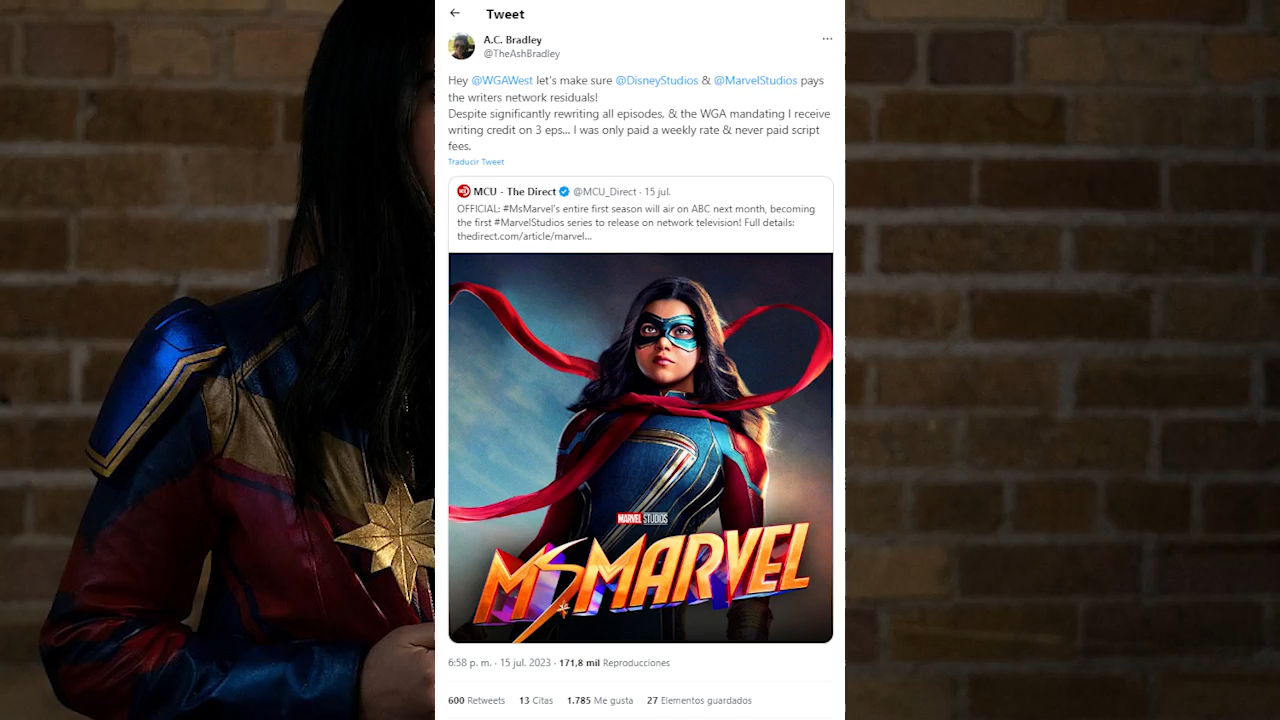 Tweet
A.C. Bradley
@TheAshBradley
Hey @WGAWest let's make sure @DisneyStudios & @MarvelStudios pays
the writers network residuals!
Despite significantly rewriting all episodes, & the WGA mandating I receive
writing credit on 3 eps... I was only paid a weekly rate & never paid script
fees.
Traducir Tweet
MCU - The Direct @MCU_Direct · 15 jul.
OFFICIAL: #MsMarvel's entire first season will air on ABC next month, becoming
the first #MarvelStudios series to release on network television! Full details:
thedirect.com/article/marvel...
MARVEL STUDIOS
MS MARVEL
6:58 p. m. · 15 jul. 2023 · 171,8 mil Reproducciones
600 Retweets 13 Citas 1.785 Me gusta 27 Elementos guardados